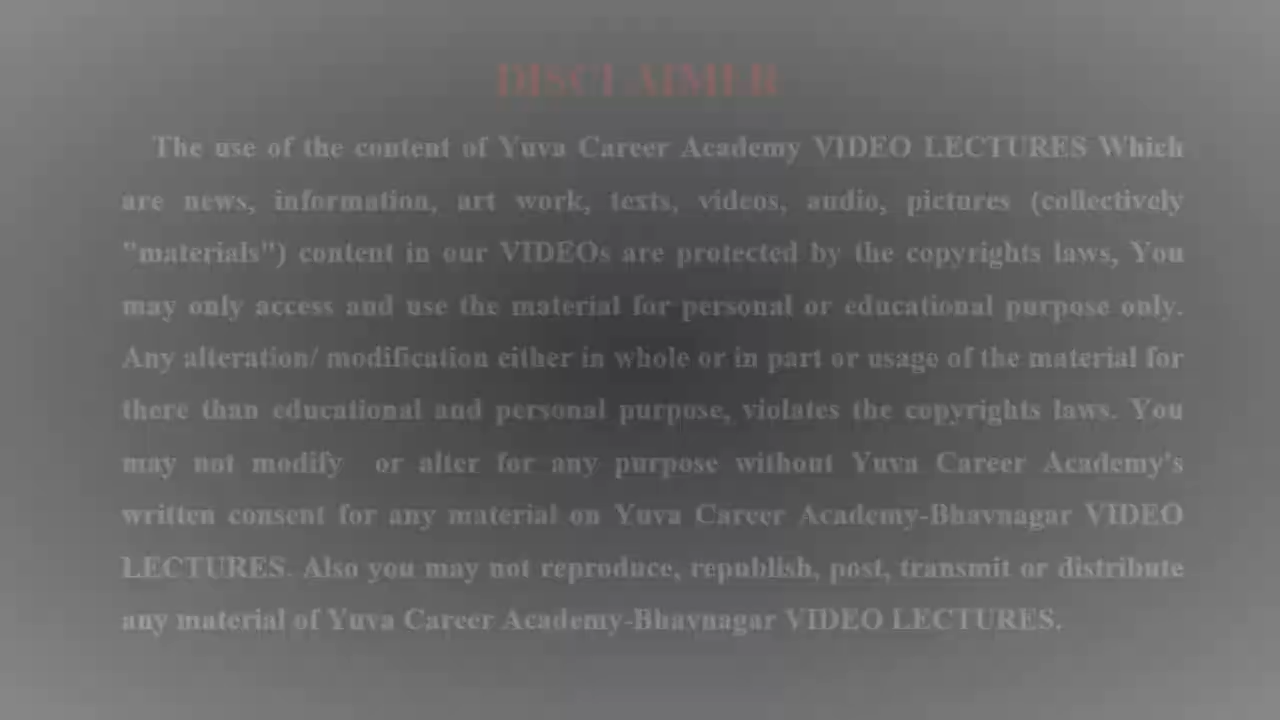 DISCLAIMER
The use of the content of Yuva Career Academy VIDEO LECTURES Which
are news, information, art work, texts, videos, audio, pictures (collectively
"materials") content in our VIDEOs are protected by the copyrights laws, You
may only access and use the material for personal or educational purpose only.
Any alteration/ modification either in whole or in part or usage of the material for
there than educational and personal purpose, violates the copyrights laws. You
may not modify or alter for any purpose without Yuva Career Academy's
written consent for any material on Yuva Career Academy-Bhavnagar VIDEO
LECTURES. Also you may not reproduce, republish, post, transmit or distribute
any material of Yuva Career Academy-Bhavnagar VIDEO LECTURES.